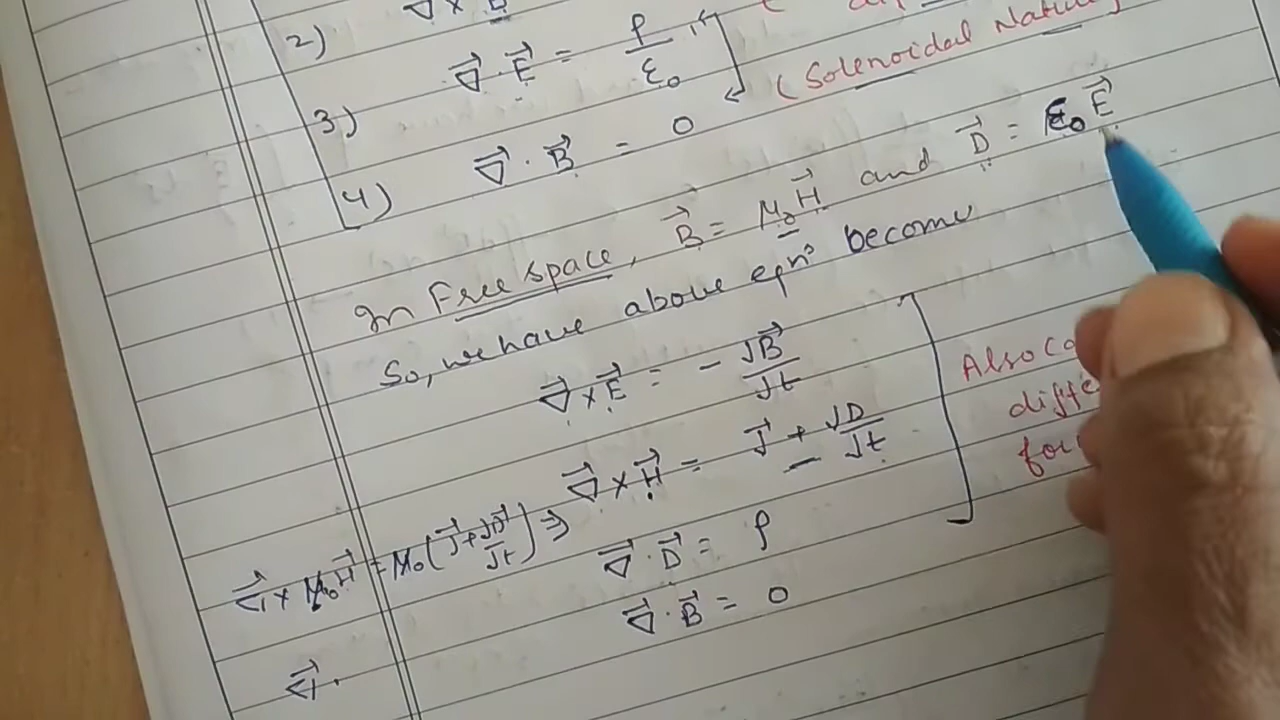 ∇ × B
2)
∇⃗ · E⃗ = ρ/ε₀
3)
(Solenoidal Nature)
∇⃗ · B⃗ = 0
4)
In Free space, B⃗ = μ₀H⃗ and D⃗ = ε₀E⃗
So, we have above eqnˢ become
∇⃗ × E⃗ = - ∂B⃗/∂t
∇⃗ × H⃗ = J⃗ + ∂D/∂t
Also
∇⃗ × μ₀H⃗ = μ₀(J⃗ + ∂D⃗/∂t) ⇒
∇⃗ · D⃗ = ρ
∇⃗ · B⃗ = 0
∇⃗ ·